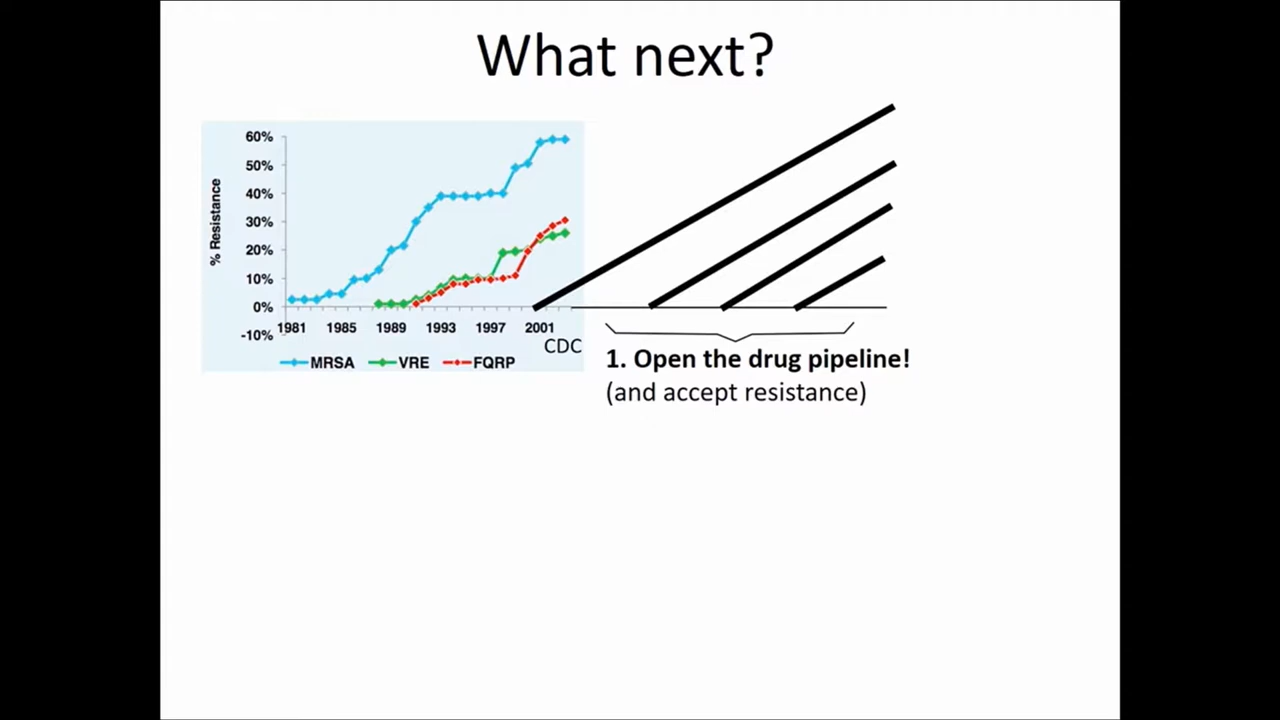 What next?
60%
50%
40%
30%
20%
10%
0%
-10%
% Resistance
1981 1985 1989 1993 1997 2001
CDC
MRSA VRE FQRP
1. Open the drug pipeline!
(and accept resistance)